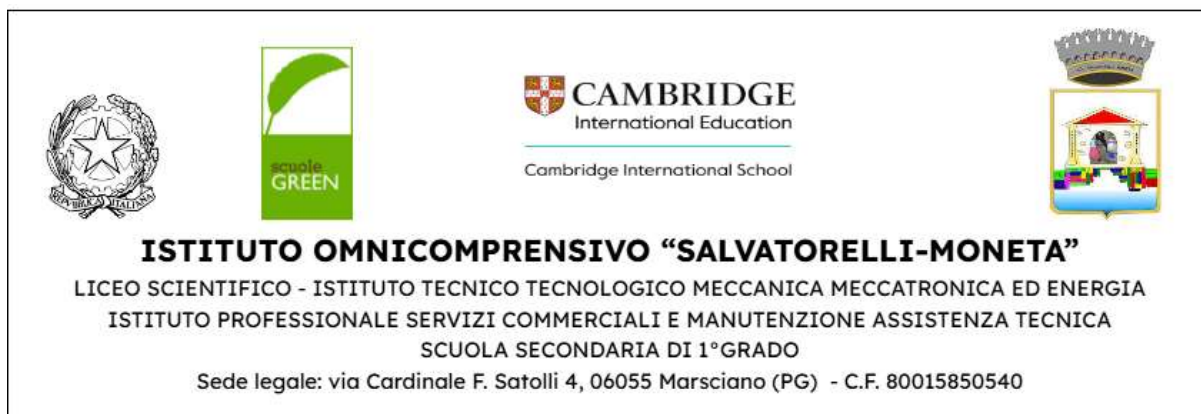 REPVBBLICA ITALIANA
scuole
GREEN
CAMBRIDGE
International Education
Cambridge International School
ISTITUTO OMNICOMPRENSIVO “SALVATORELLI-MONETA”
LICEO SCIENTIFICO - ISTITUTO TECNICO TECNOLOGICO MECCANICA MECCATRONICA ED ENERGIA
ISTITUTO PROFESSIONALE SERVIZI COMMERCIALI E MANUTENZIONE ASSISTENZA TECNICA
SCUOLA SECONDARIA DI 1°GRADO
Sede legale: via Cardinale F. Satolli 4, 06055 Marsciano (PG) - C.F. 80015850540